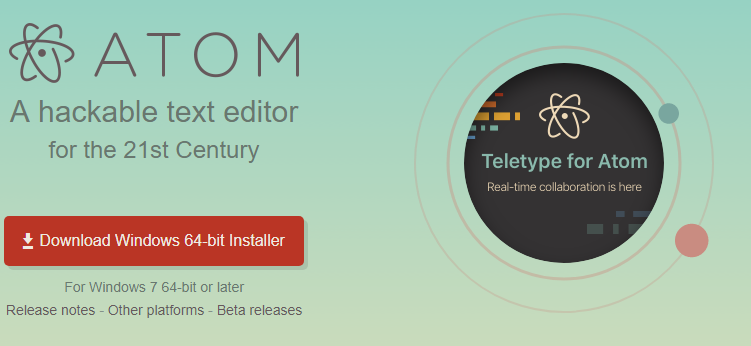 ATOM
A hackable text editor
for the 21st Century
Download Windows 64-bit Installer
For Windows 7 64-bit or later
Release notes - Other platforms - Beta releases
Teletype for Atom
Real-time collaboration is here